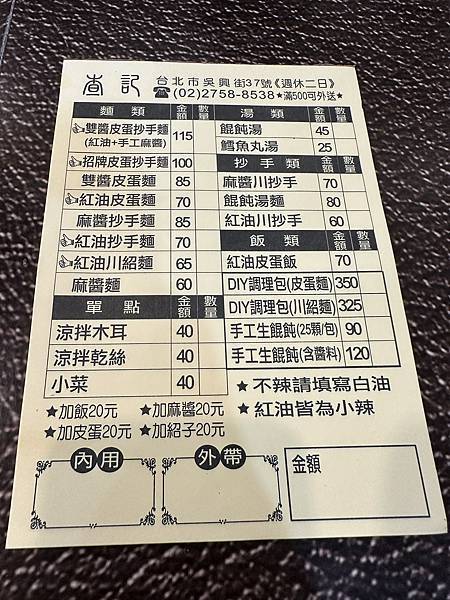 查記 台北市吳興街37號《週休二日》
☎(02)2758-8538★滿500可外送★
麵類 金額 數量
雙醬皮蛋抄手麵 115
(紅油+手工麻醬)
招牌皮蛋抄手麵 100
雙醬皮蛋麵 85
紅油皮蛋麵 70
麻醬抄手麵 85
紅油抄手麵 70
紅油川紹麵 65
麻醬麵 60
單點 金額 數量
涼拌木耳 40
涼拌乾絲 40
小菜 40
湯類 金額 數量
餛飩湯 45
鱈魚丸湯 25
抄手類 金額 數量
麻醬川抄手 70
餛飩湯麵 80
紅油川抄手 60
飯類 金額 數量
紅油皮蛋飯 70
DIY調理包(皮蛋麵) 350
DIY調理包(川紹麵) 325
手工生餛飩(25顆/包) 90
手工生餛飩(含醬料) 120
★不辣請填寫白油
★紅油皆為小辣
★加飯20元 ★加麻醬20元
★加皮蛋20元 ★加紹子20元
內用 外帶 金額